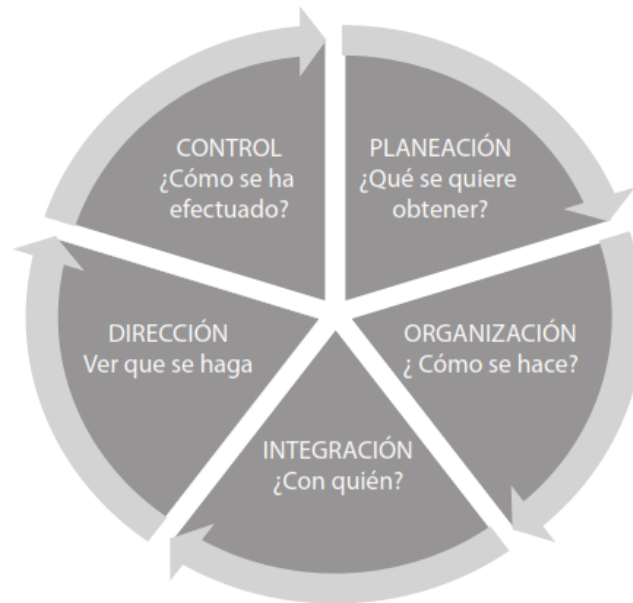 CONTROL
¿Cómo se ha
efectuado?
PLANEACIÓN
¿Qué se quiere
obtener?
ORGANIZACIÓN
¿ Cómo se hace?
INTEGRACIÓN
¿Con quién?
DIRECCIÓN
Ver que se haga